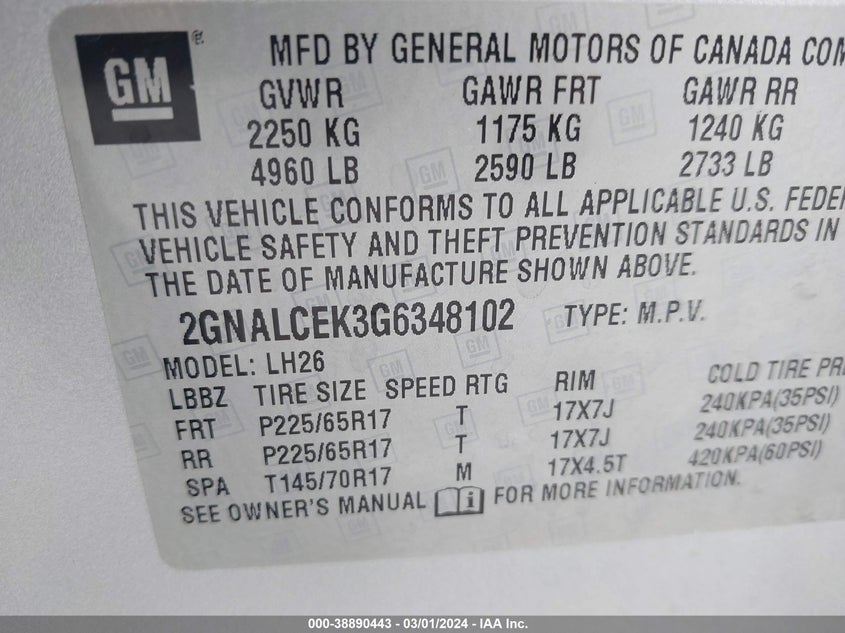 GM ®
MFD BY GENERAL MOTORS OF CANADA
GVWR GAWR FRT GAWR RR
2250 KG 1175 KG 1240 KG
4960 LB 2590 LB 2733 LB
THIS VEHICLE CONFORMS TO ALL APPLICABLE U.S.
VEHICLE SAFETY AND THEFT PREVENTION STANDARDS IN
THE DATE OF MANUFACTURE SHOWN ABOVE.
2GNALCEK3G6348102 TYPE: M.P.V.
MODEL: LH26
LBBZ TIRE SIZE SPEED RTG RIM COLD TIRE
FRT P225/65R17 T 17X7J 240KPA(35PSI)
RR P225/65R17 T 17X7J 240KPA(35PSI)
SPA T145/70R17 M 17X4.5T 420KPA(60PSI)
SEE OWNER'S MANUAL i FOR MORE INFORMATION.
000-38890443 - 03/01/2024 - IAA Inc.